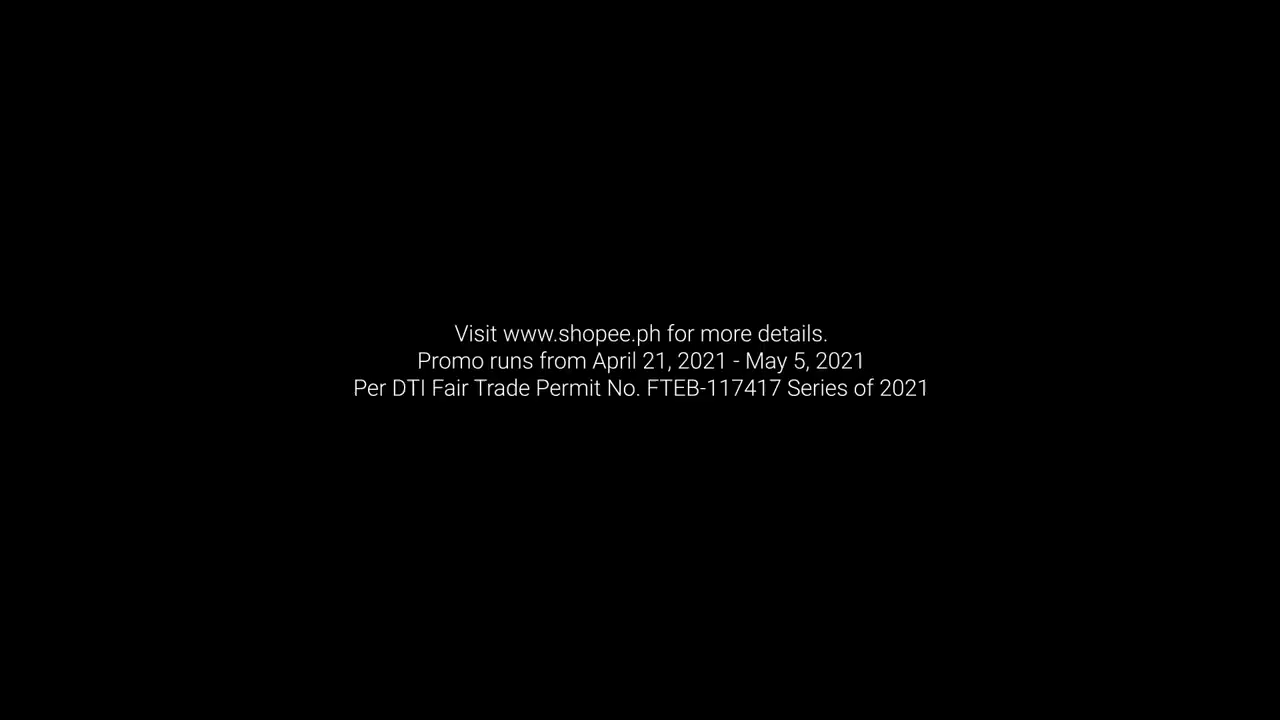 Visit www.shopee.ph for more details.
Promo runs from April 21, 2021 - May 5, 2021
Per DTI Fair Trade Permit No. FTEB-117417 Series of 2021